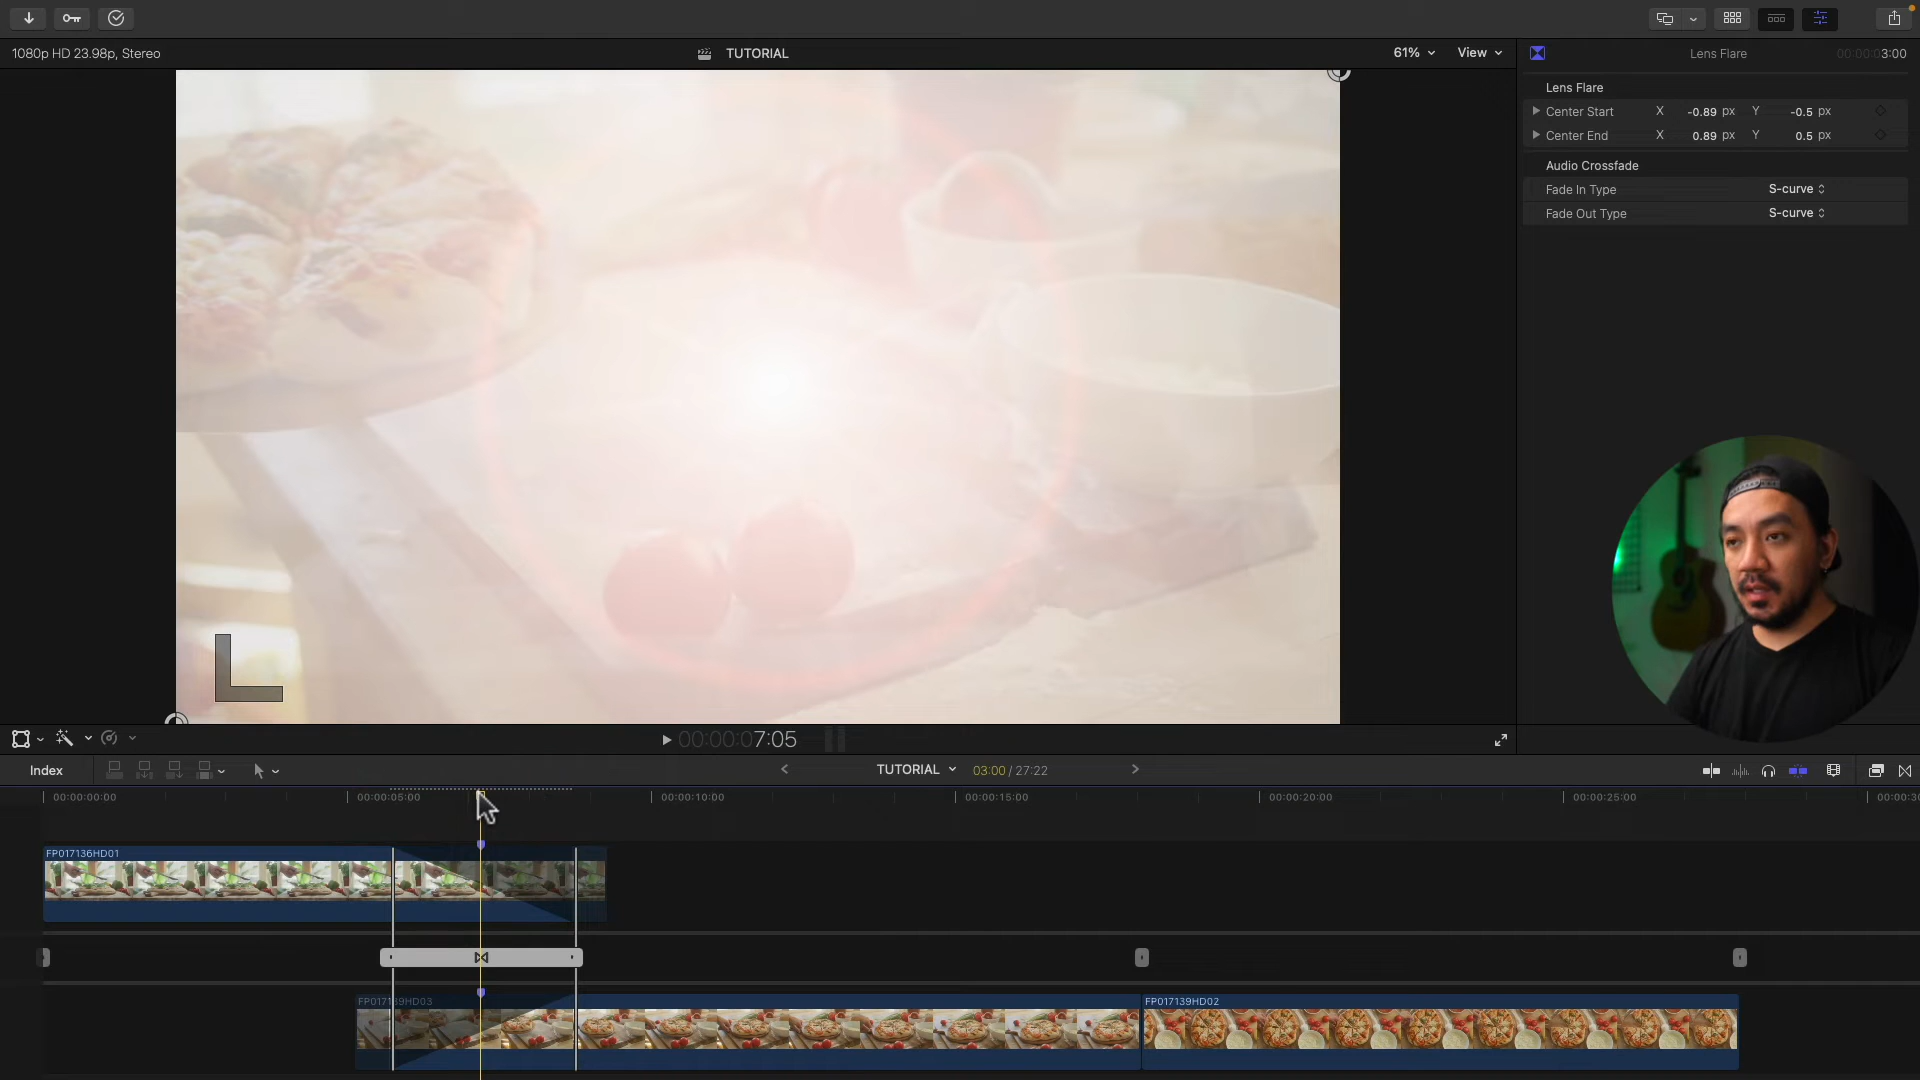 1080p HD 23.98p, Stereo
TUTORIAL
61%
View
Lens Flare
00:00:03:00
Lens Flare
Center Start X -0.89 px Y -0.5 px
Center End X 0.89 px Y 0.5 px
Audio Crossfade
Fade In Type S-curve
Fade Out Type S-curve
00:00:07:05
Index
TUTORIAL
03:00 / 27:22
00:00:00:00 00:00:05:00 00:00:10:00 00:00:15:00 00:00:20:00 00:00:25:00
FP017136HD01
FP017139HD03
FP017139HD02